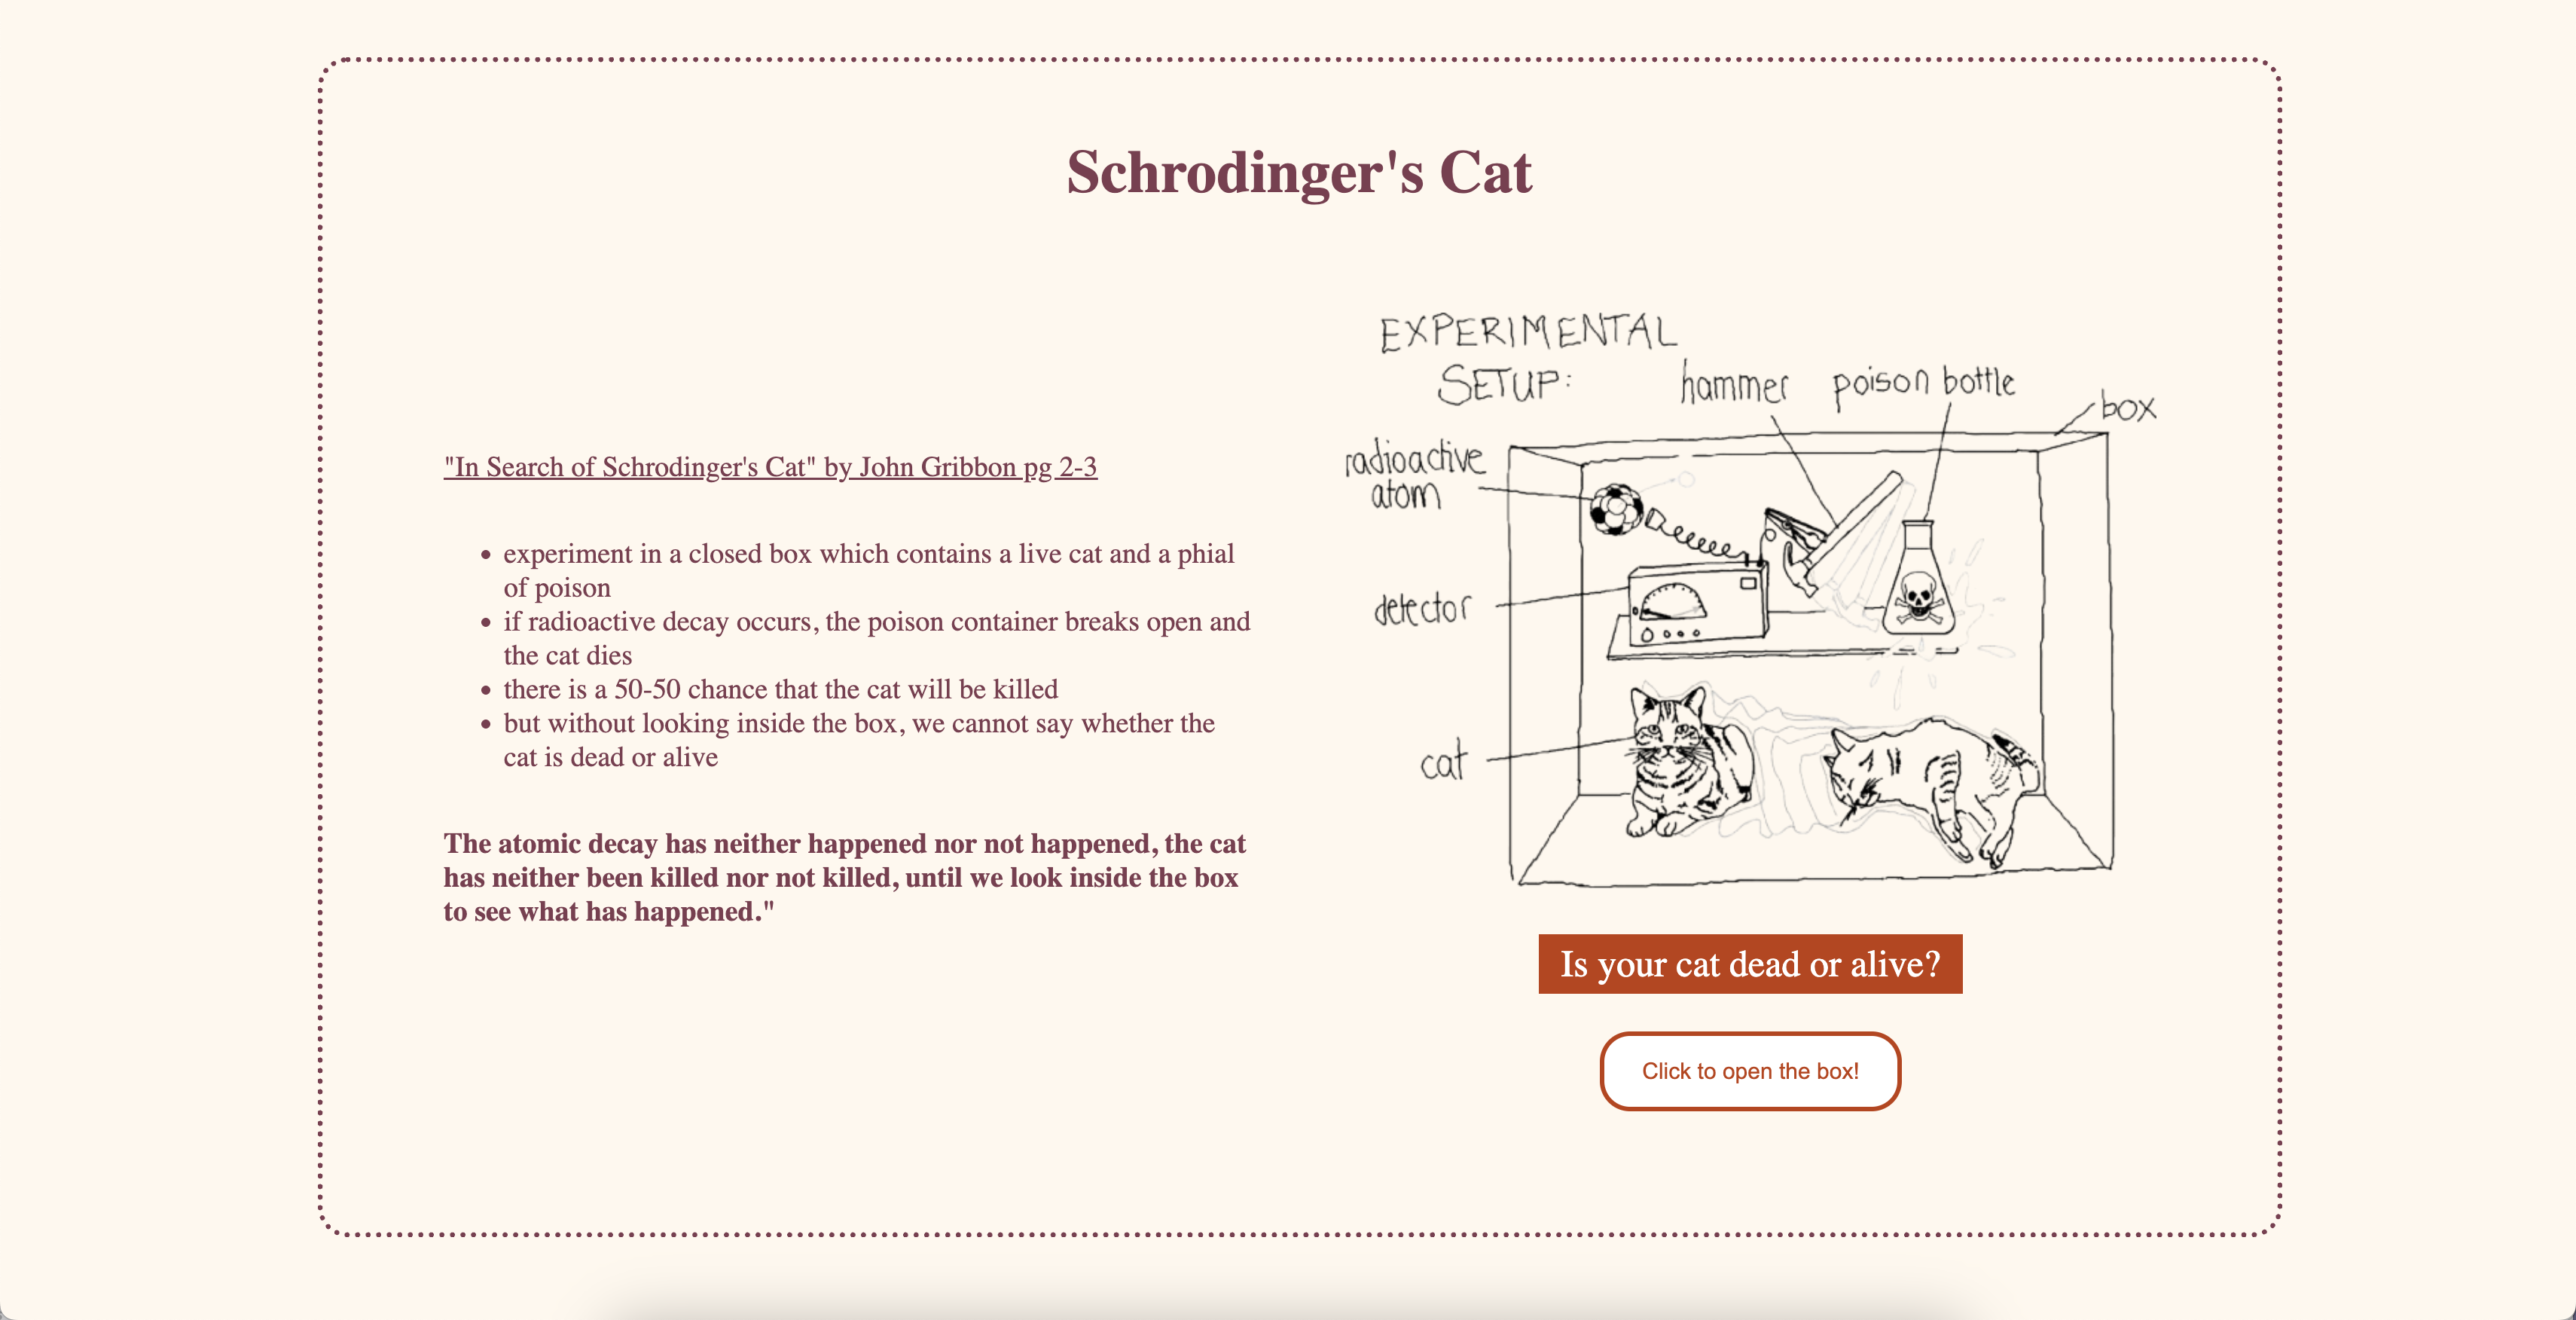 Schrodinger's Cat
"In Search of Schrodinger's Cat" by John Gribbon pg 2-3
• experiment in a closed box which contains a live cat and a phial
of poison
• if radioactive decay occurs, the poison container breaks open and
the cat dies
• there is a 50-50 chance that the cat will be killed
• but without looking inside the box, we cannot say whether the
cat is dead or alive
The atomic decay has neither happened nor not happened, the cat
has neither been killed nor not killed, until we look inside the box
to see what has happened."
EXPERIMENTAL
SETUP:
hammer
poison bottle
box
radioactive
atom
detector
cat
Is your cat dead or alive?
Click to open the box!